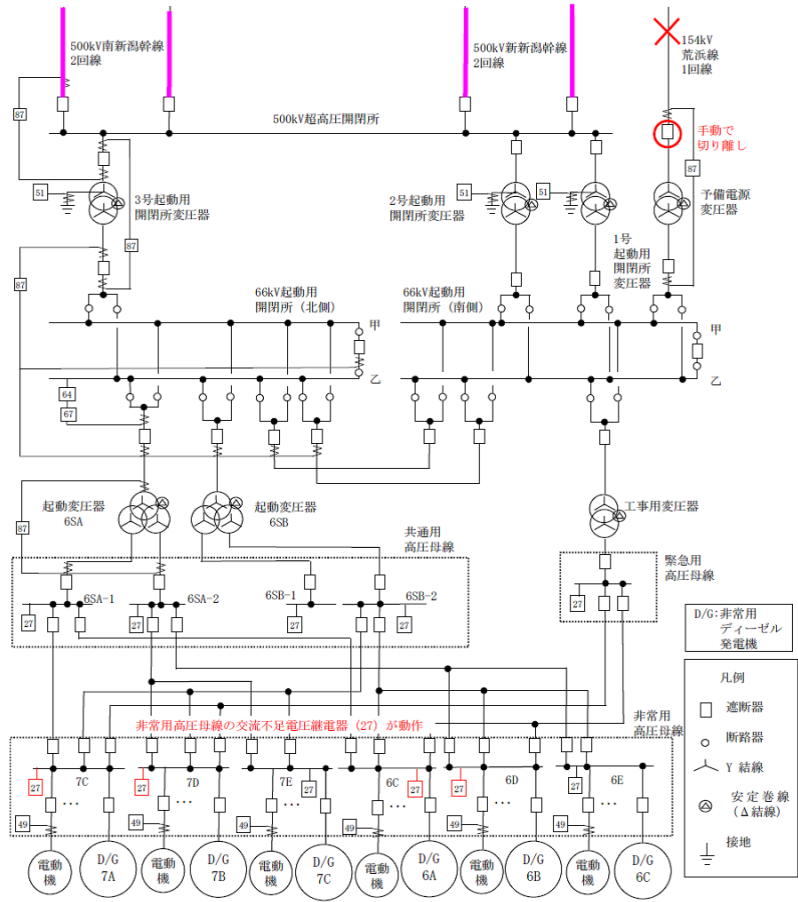 500kV南新潟幹線
2回線
500kV新新潟幹線
2回線
154kV
荒浜線
1回線
87
500kV超高圧開閉所
手動で
切り離し
87
51
3号起動用
開閉所変圧器
87
2号起動用
開閉所変圧器
51
51
予備電源
変圧器
1号
起動用
開閉所
変圧器
87
66kV起動用
開閉所（北側）
66kV起動用
開閉所（南側）
甲
甲
乙
乙
64
67
起動変圧器
6SA
起動変圧器
6SB
工事用変圧器
87
共通用
高圧母線
緊急用
高圧母線
6SA-1
6SA-2
6SB-1
6SB-2
27
27
27
27
27
D/G:非常用
ディーゼル
発電機
凡例
遮断器
断路器
Y 結線
安定巻線
(Δ結線)
接地
非常用高圧母線の交流不足電圧継電器（27）が動作
非常用
高圧母線
7C
7D
7E
6C
6D
6E
27
27
27
27
27
27
…
…
…
…
…
…
49
49
49
49
49
49
電動
機
D/G
7A
電動
機
D/G
7B
電動
機
D/G
7C
電動
機
D/G
6A
電動
機
D/G
6B
電動
機
D/G
6C